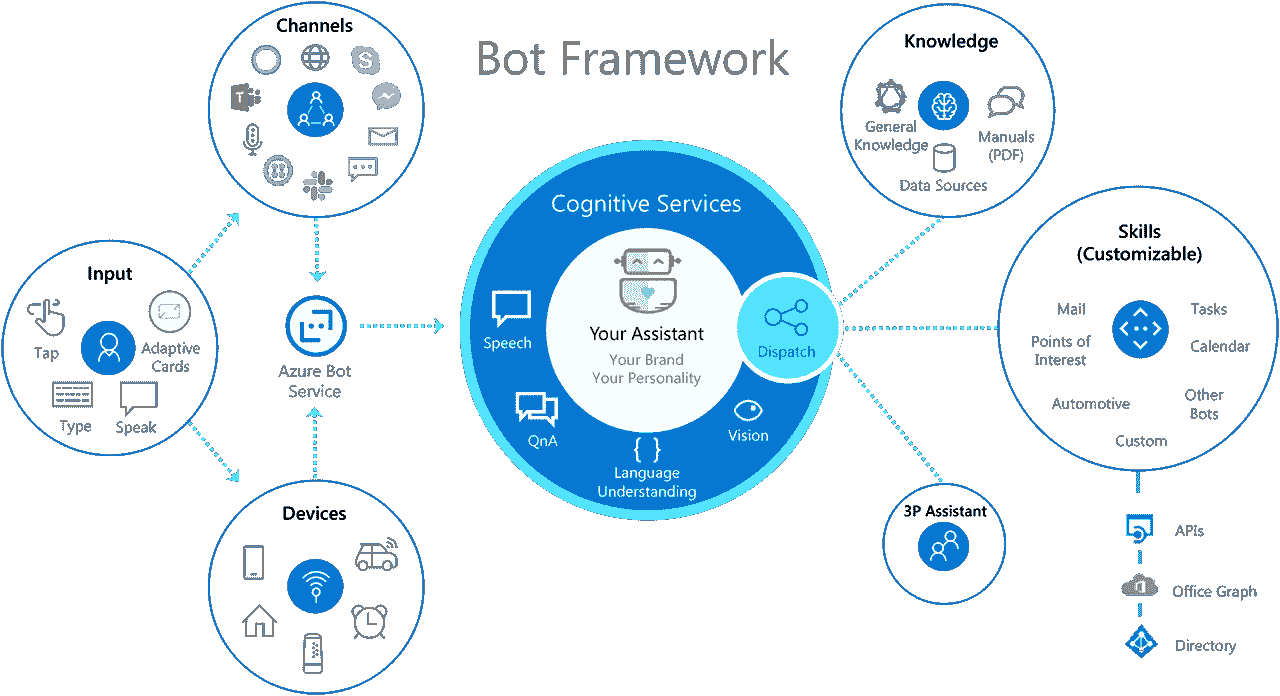 Bot Framework
Channels
T
S
Input
Tap
Adaptive
Cards
Type
Speak
Azure Bot
Service
Devices
Cognitive Services
Speech
QnA
{ }
Language
Understanding
Vision
Your Assistant
Your Brand
Your Personality
Dispatch
Knowledge
General
Knowledge
Manuals
(PDF)
Data Sources
Skills
(Customizable)
Mail
Tasks
Points of
Interest
Calendar
Automotive
Other
Bots
Custom
3P Assistant
APIs
Office Graph
Directory